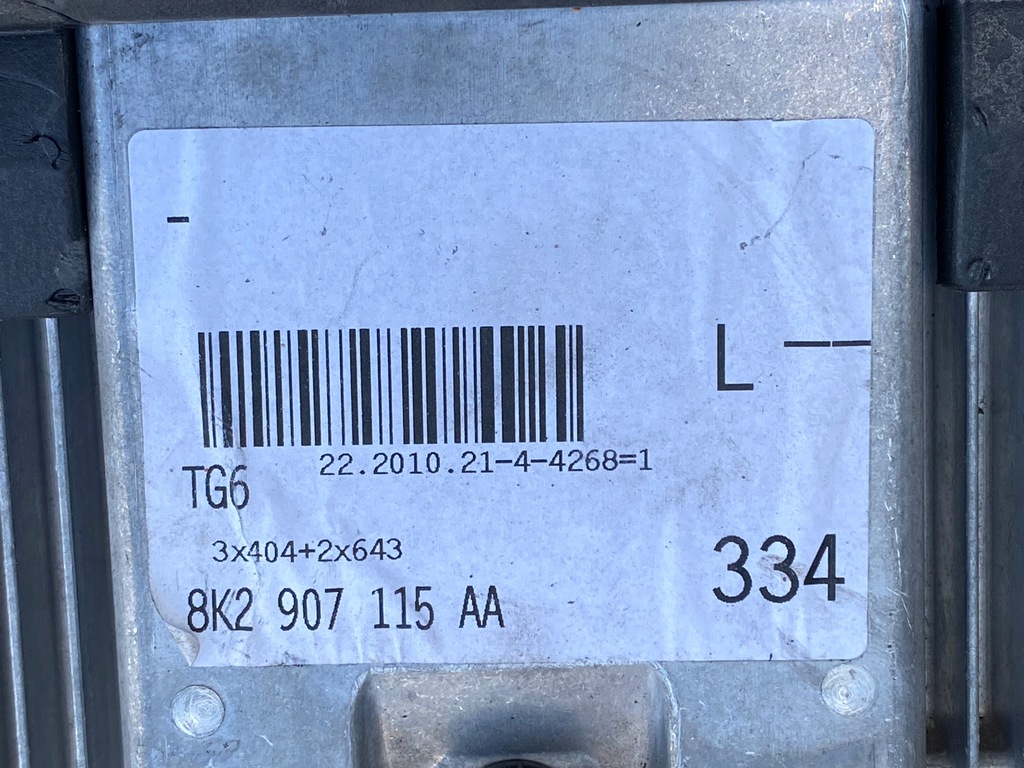 -
L --
22.2010.21-4-4268=1
TG6
3x404+2x643
334
8K2 907 115 AA